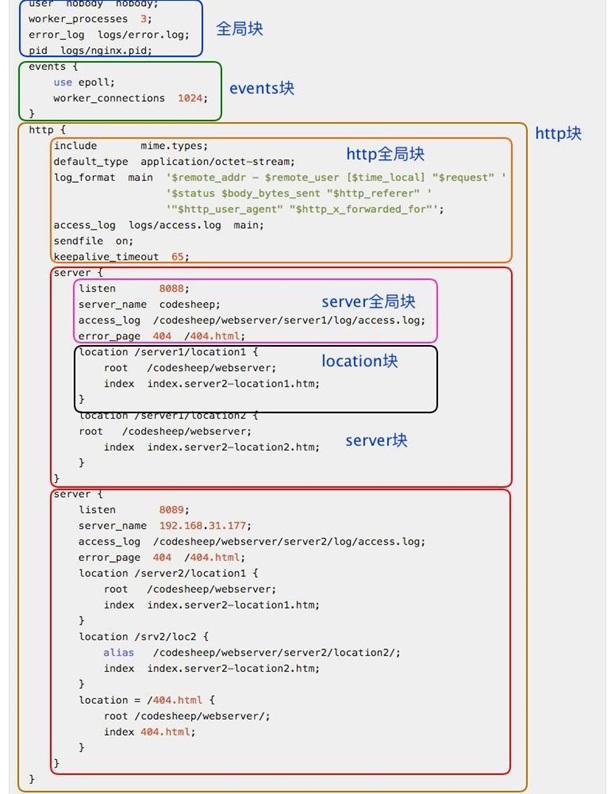 user  nobody  nobody;
worker_processes  3;
error_log  logs/error.log;
pid  logs/nginx.pid;
全局块
events {
use epoll;
worker_connections  1024;
}
events块
http {
http块
include       mime.types;
default_type  application/octet-stream;
http全局块
log_format  main  '$remote_addr - $remote_user [$time_local] "$request" '
'$status $body_bytes_sent "$http_referer" '
'"$http_user_agent" "$http_x_forwarded_for"';
access_log  logs/access.log  main;
sendfile  on;
keepalive_timeout  65;
server {
listen       8088;
server_name  codesheep;
server全局块
access_log  /codesheep/webserver/server1/log/access.log;
error_page  404  /404.html;
location /server1/location1 {
location块
root   /codesheep/webserver;
index  index.server2-location1.htm;
}
location /server1/location2 {
root   /codesheep/webserver;
server块
index  index.server2-location2.htm;
}
}
server {
listen       8089;
server_name  192.168.31.177;
access_log  /codesheep/webserver/server2/log/access.log;
error_page  404  /404.html;
location /server2/location1 {
root   /codesheep/webserver;
index  index.server2-location1.htm;
}
location /srv2/loc2 {
alias   /codesheep/webserver/server2/location2/;
index  index.server2-location2.htm;
}
location = /404.html {
root /codesheep/webserver/;
index 404.html;
}
}
}